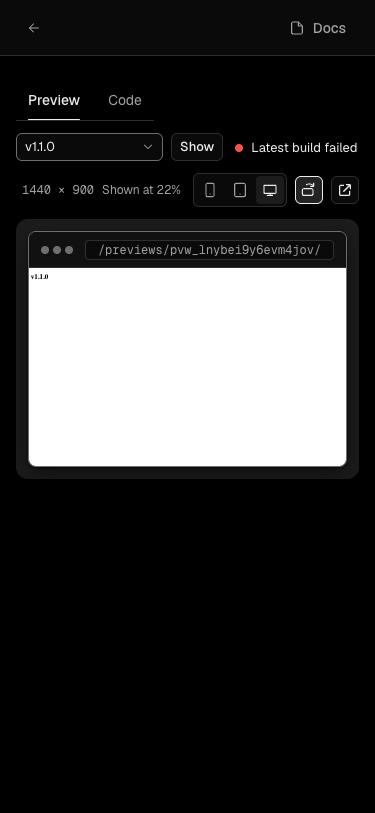 Docs
Preview Code
v1.1.0 Show Latest build failed
1440 × 900 Shown at 22%
/previews/pvw_lnybei9y6evm4jov/
v1.1.0